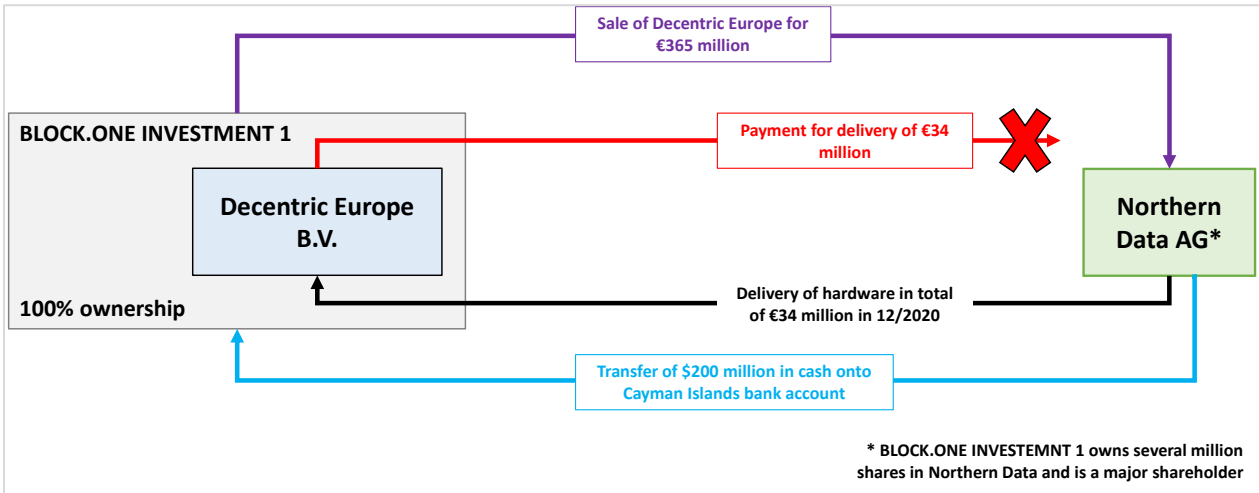 Sale of Decentric Europe for
€365 million
BLOCK.ONE INVESTMENT 1
Payment for delivery of €34
million
Decentric Europe
B.V.
Northern
Data AG*
100% ownership
Delivery of hardware in total
of €34 million in 12/2020
Transfer of $200 million in cash onto
Cayman Islands bank account
* BLOCK.ONE INVESTEMNT 1 owns several million
shares in Northern Data and is a major shareholder